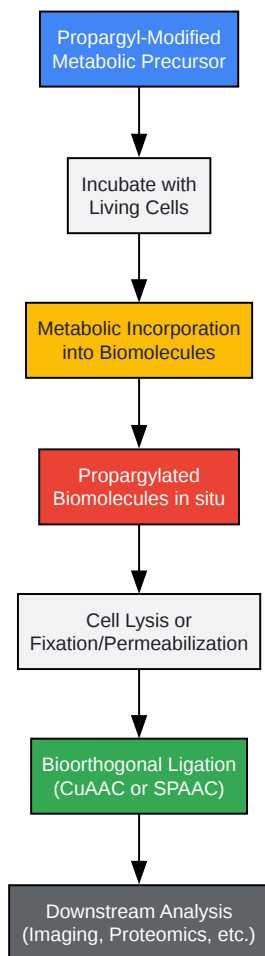 Propargyl-Modified
Metabolic Precursor
Incubate with
Living Cells
Metabolic Incorporation
into Biomolecules
Propargylated
Biomolecules in situ
Cell Lysis or
Fixation/Permeabilization
Bioorthogonal Ligation
(CuAAC or SPAAC)
Downstream Analysis
(Imaging, Proteomics, etc.)